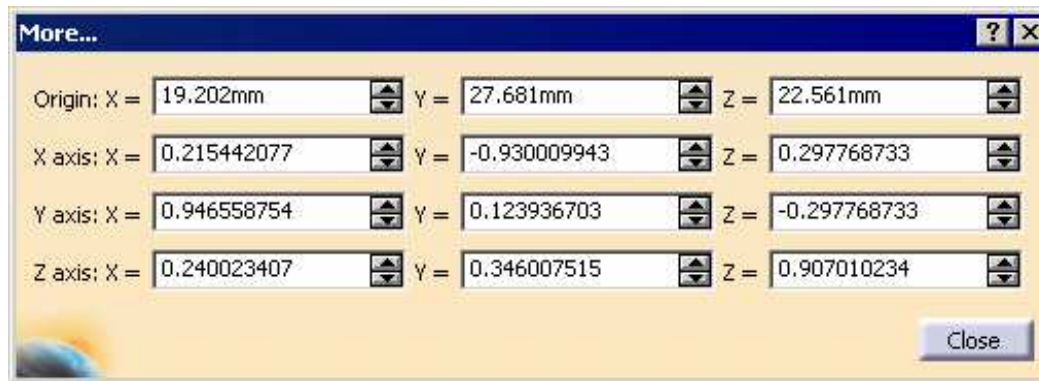 More...
Origin: X = 19.202mm Y = 27.681mm Z = 22.561mm
X axis: X = 0.215442077 Y = -0.930009943 Z = 0.297768733
Y axis: X = 0.946558754 Y = 0.123936703 Z = -0.297768733
Z axis: X = 0.240023407 Y = 0.346007515 Z = 0.907010234
Close